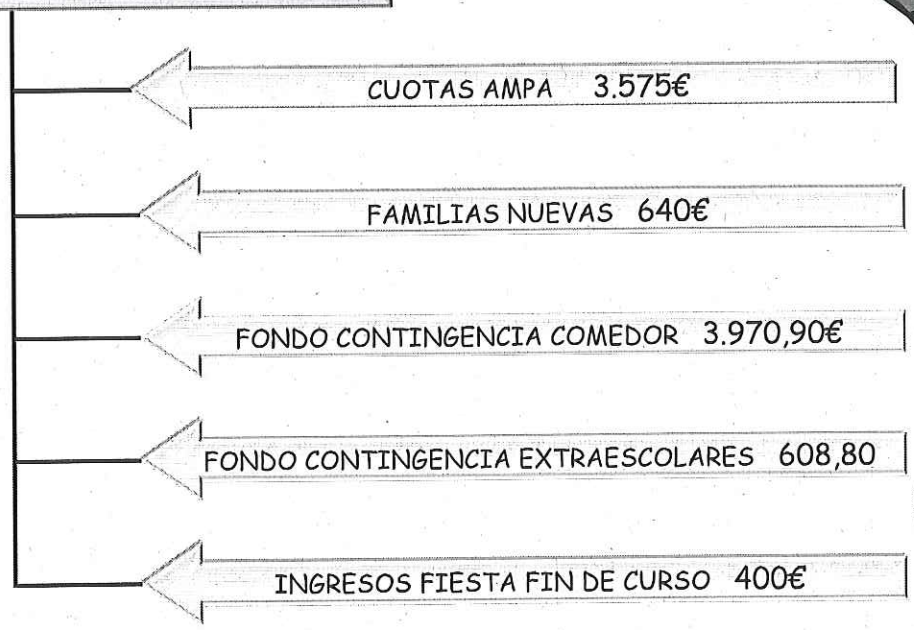 CUOTAS AMPA 3.575€
FAMILIAS NUEVAS 640€
FONDO CONTINGENCIA COMEDOR 3.970,90€
FONDO CONTINGENCIA EXTRAESCOLARES 608,80
INGRESOS FIESTA FIN DE CURSO 400€